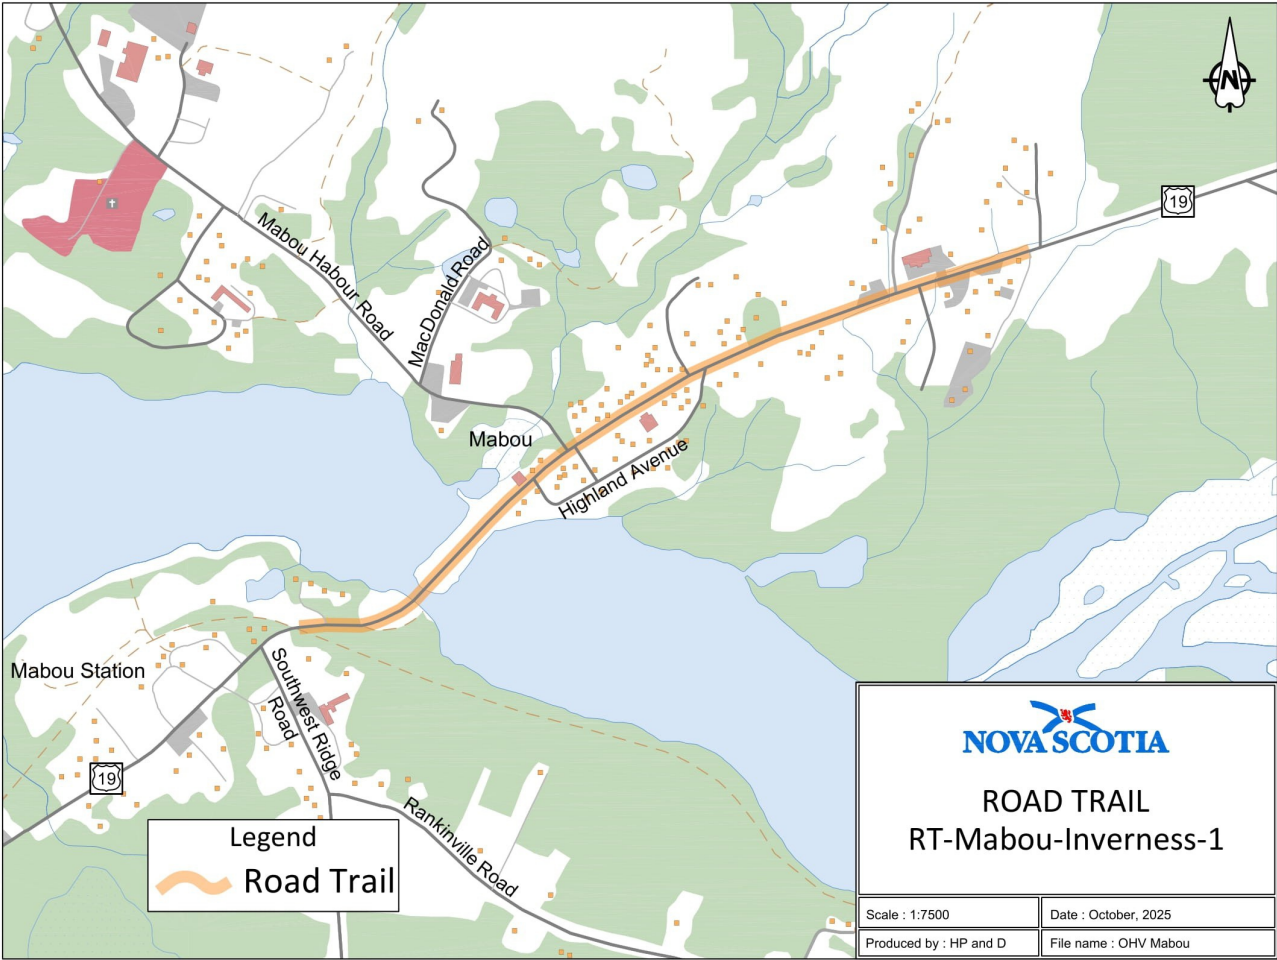 N
19
Mabou Habour Road
MacDonald Road
Mabou
Highland Avenue
Mabou Station
Southwest Ridge
Road
19
Rankinville Road
Legend
Road Trail
NOVA SCOTIA
ROAD TRAIL
RT-Mabou-Inverness-1
Scale : 1:7500
Date : October, 2025
Produced by : HP and D
File name : OHV Mabou